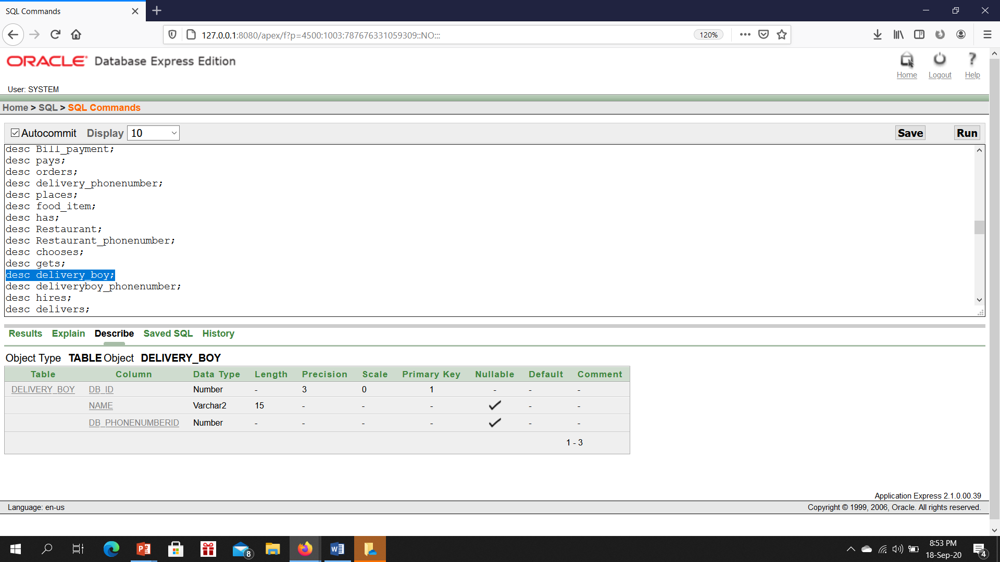 SQL Commands
127.0.0.1:8080/apex/f?p=4500:1003:787676331059309::NO:::
120%
ORACLE Database Express Edition
Home Logout Help
User: SYSTEM
Home > SQL > SQL Commands
Autocommit Display 10 Save Run
desc Bill_payment;
desc pays;
desc orders;
desc delivery_phonenumber;
desc places;
desc food_item;
desc has;
desc Restaurant;
desc Restaurant_phonenumber;
desc chooses;
desc gets;
desc delivery_boy;
desc deliveryboy_phonenumber;
desc hires;
desc delivers;
Results Explain Describe Saved SQL History
Object Type TABLE Object DELIVERY_BOY
Table Column Data Type Length Precision Scale Primary Key Nullable Default Comment
DELIVERY_BOY DB_ID Number - 3 0 1 - - -
NAME Varchar2 15 - - - - -
DB_PHONENUMBERID Number - - - - - -
1 - 3
Application Express 2.1.0.00.39
Language: en-us Copyright © 1999, 2006, Oracle. All rights reserved.
8
8:53 PM
18-Sep-20
4